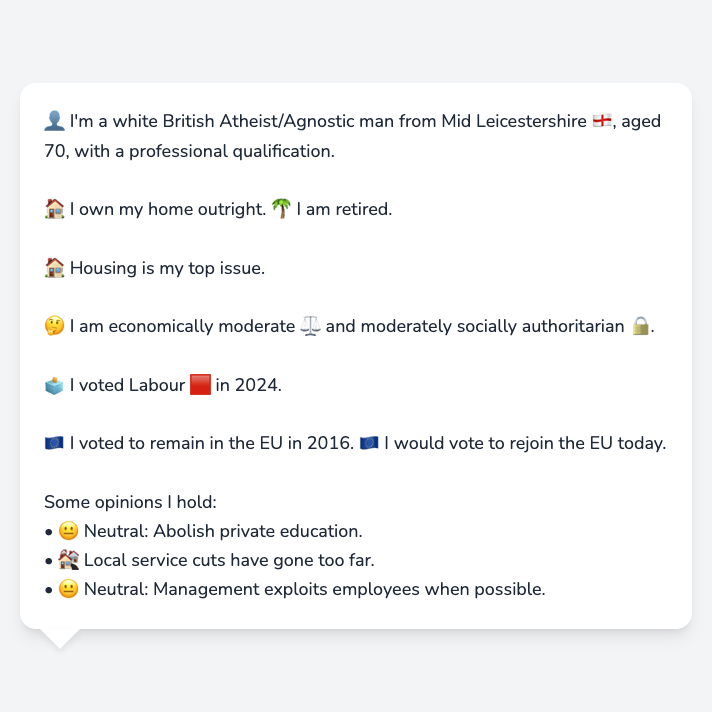 👤 I'm a white British Atheist/Agnostic man from Mid Leicestershire 🏴󠁧󠁢󠁥󠁮󠁧󠁿, aged
70, with a professional qualification.
🏠 I own my home outright. 🌴 I am retired.
🏠 Housing is my top issue.
🤔 I am economically moderate ⚖️ and moderately socially authoritarian 🔒.
🗳️ I voted Labour 🟥 in 2024.
🇪🇺 I voted to remain in the EU in 2016. 🇪🇺 I would vote to rejoin the EU today.
Some opinions I hold:
• 😐 Neutral: Abolish private education.
• 🏚️ Local service cuts have gone too far.
• 😐 Neutral: Management exploits employees when possible.